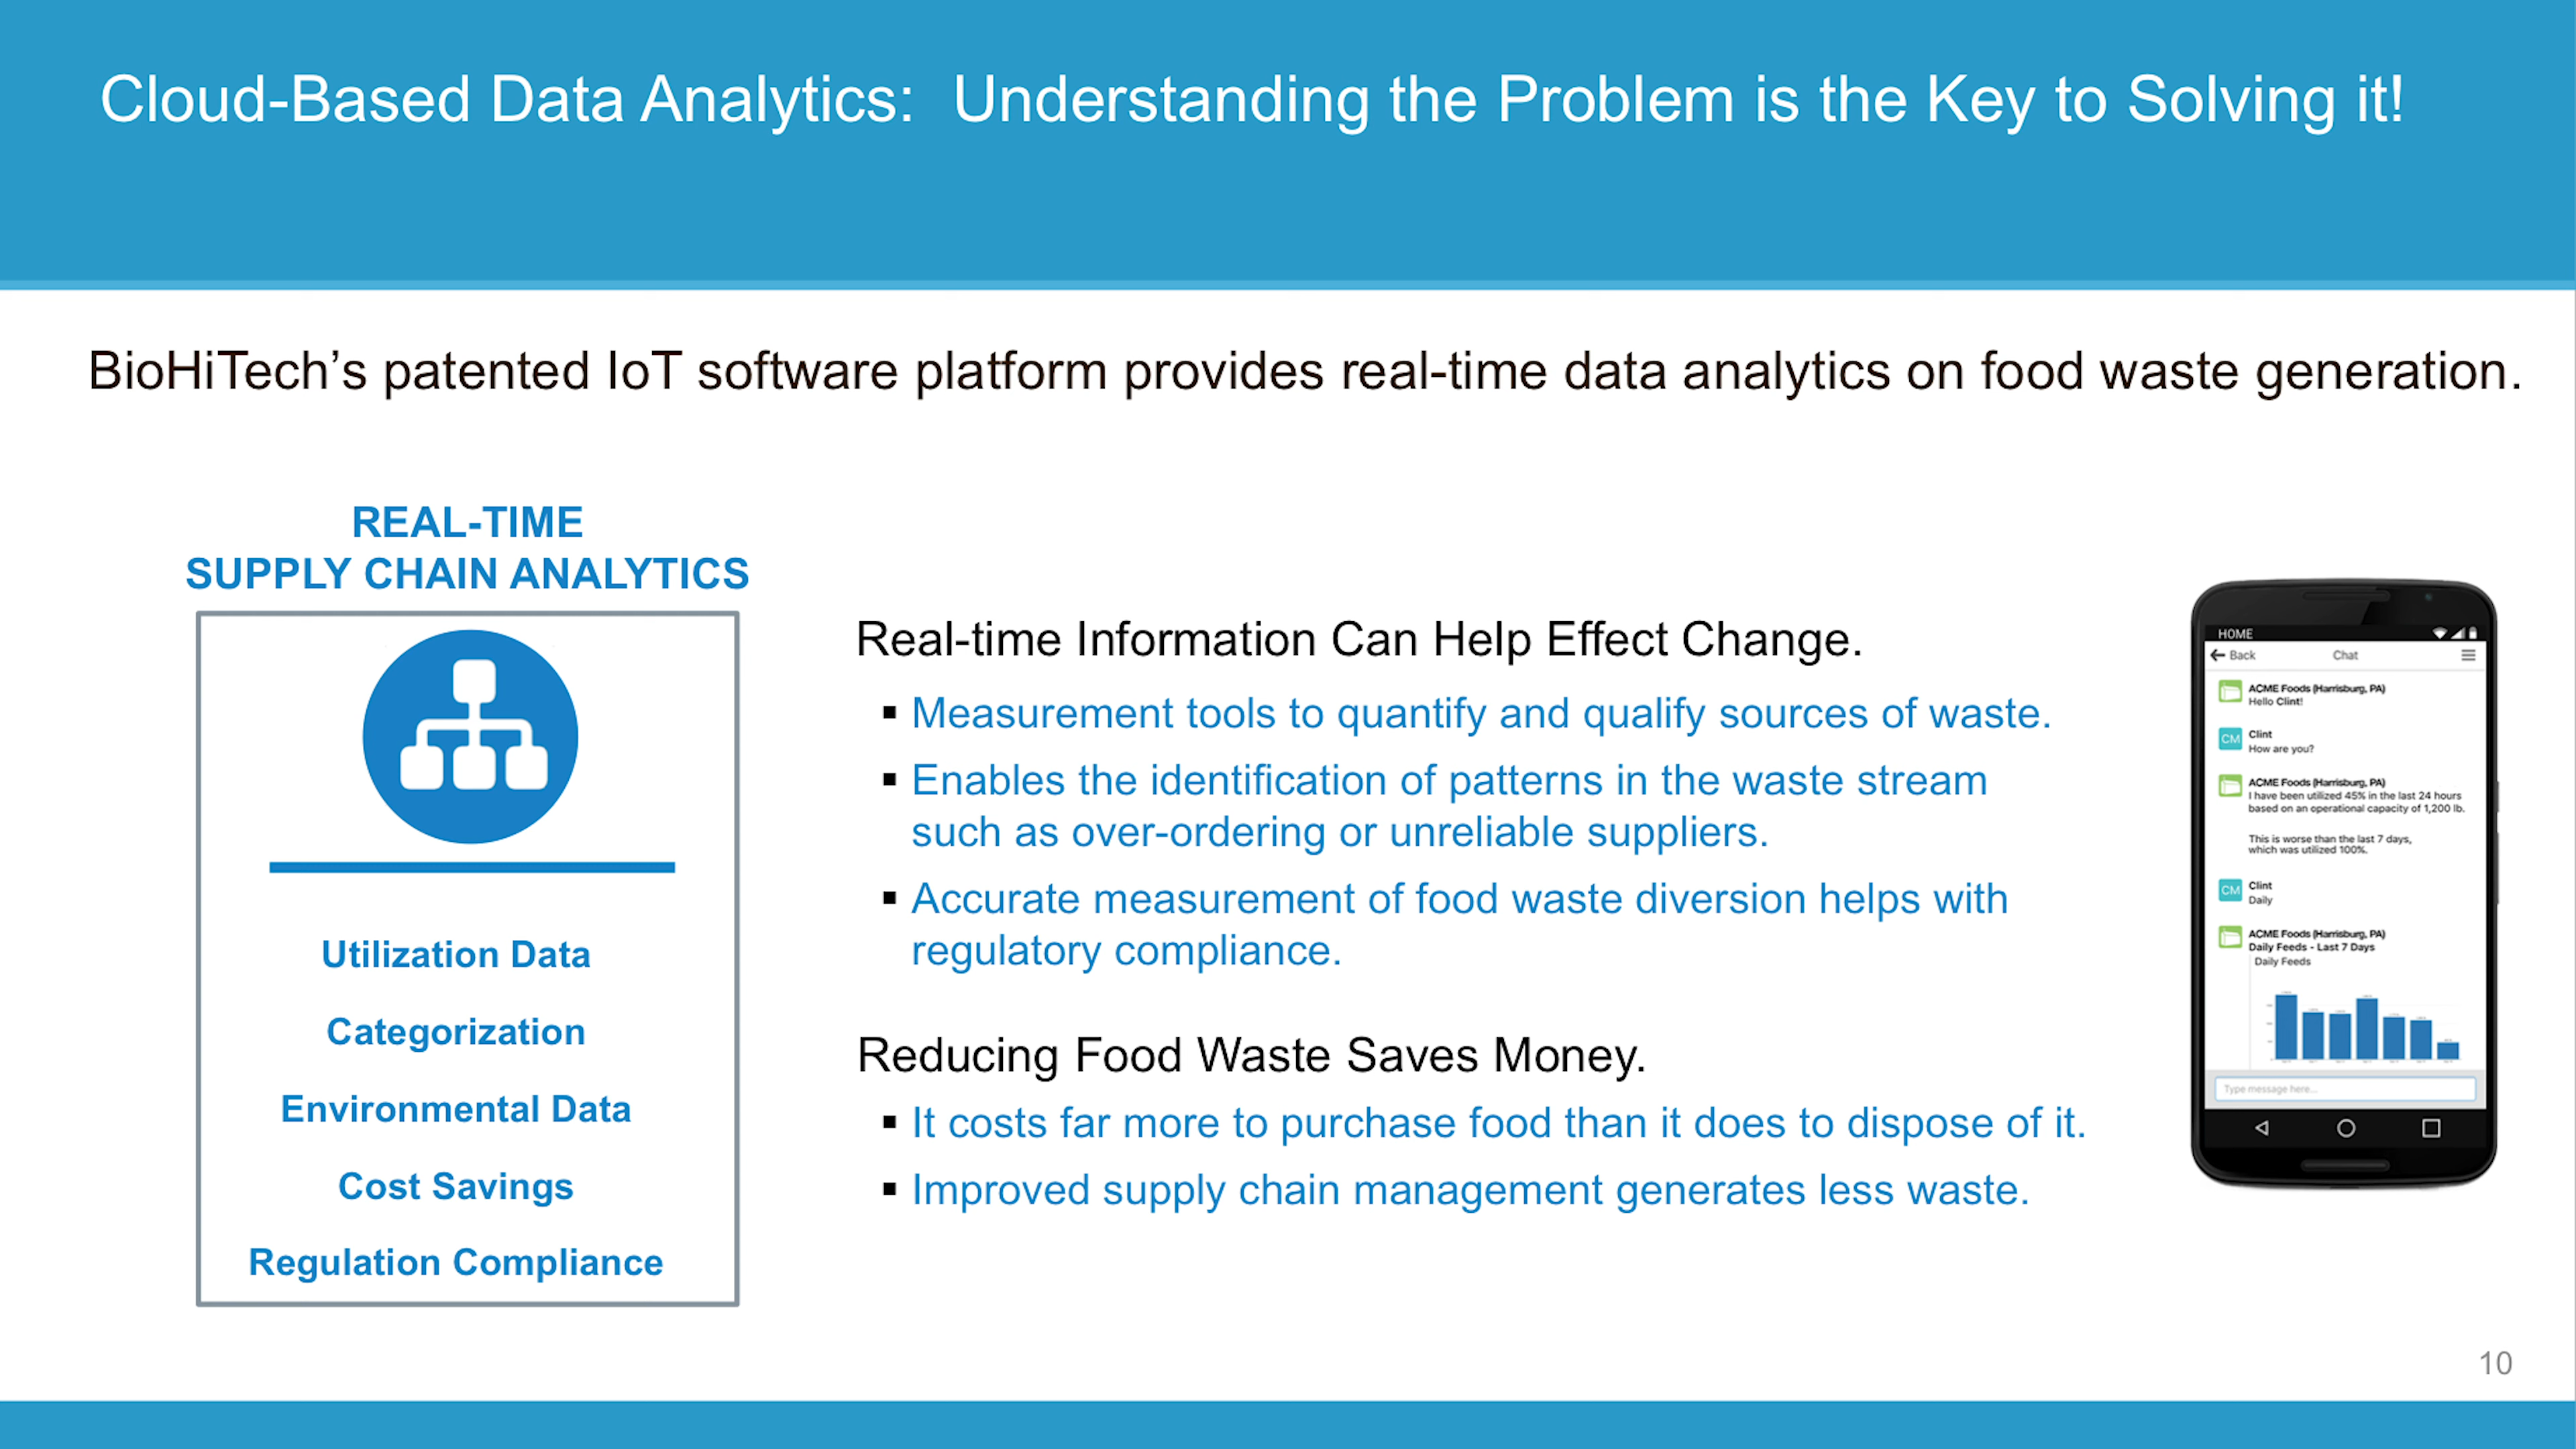 Cloud-Based Data Analytics: Understanding the Problem is the Key to Solving it!
BioHiTech's patented IoT software platform provides real-time data analytics on food waste generation.
REAL-TIME
SUPPLY CHAIN ANALYTICS
Utilization Data
Categorization
Environmental Data
Cost Savings
Regulation Compliance
Real-time Information Can Help Effect Change.
▪ Measurement tools to quantify and qualify sources of waste.
▪ Enables the identification of patterns in the waste stream
such as over-ordering or unreliable suppliers.
▪ Accurate measurement of food waste diversion helps with
regulatory compliance.
Reducing Food Waste Saves Money.
▪ It costs far more to purchase food than it does to dispose of it.
▪ Improved supply chain management generates less waste.
HOME
Back
Chat
ACME Foods (Harrisburg, PA)
Hello Clint!
CM
Clint
How are you?
ACME Foods (Harrisburg, PA)
I have been utilized 45% in the last 24 hours
based on an operational capacity of 1,200 lb.
This is worse than the last 7 days,
which was utilized 100%.
CM
Clint
Daily
ACME Foods (Harrisburg, PA)
Daily Feeds - Last 7 Days
Daily Feeds
Type message here...
10